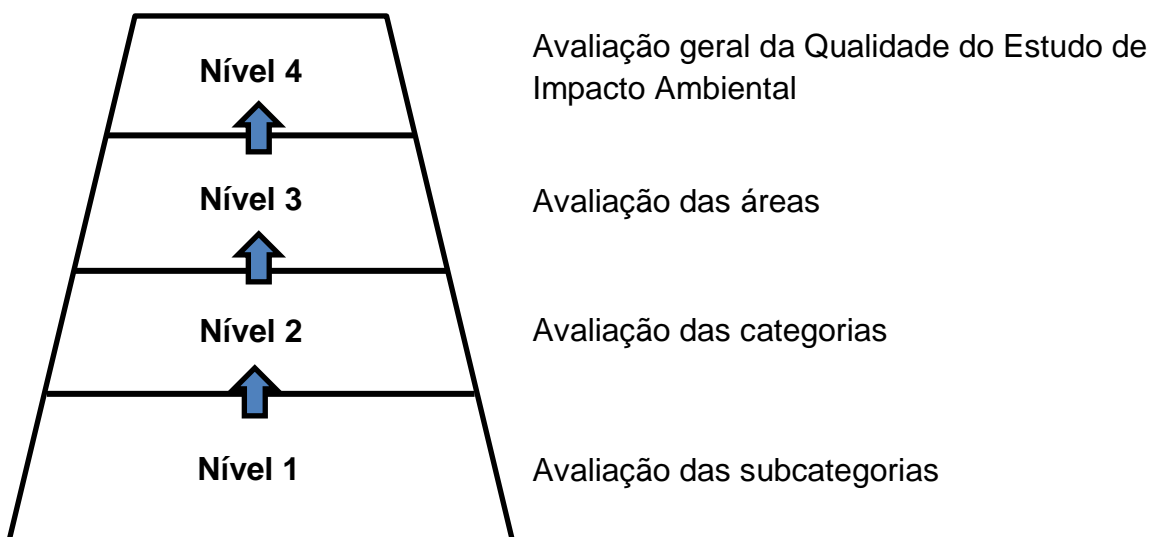 Nível 4
Avaliação geral da Qualidade do Estudo de
Impacto Ambiental
Nível 3
Avaliação das áreas
Nível 2
Avaliação das categorias
Nível 1
Avaliação das subcategorias